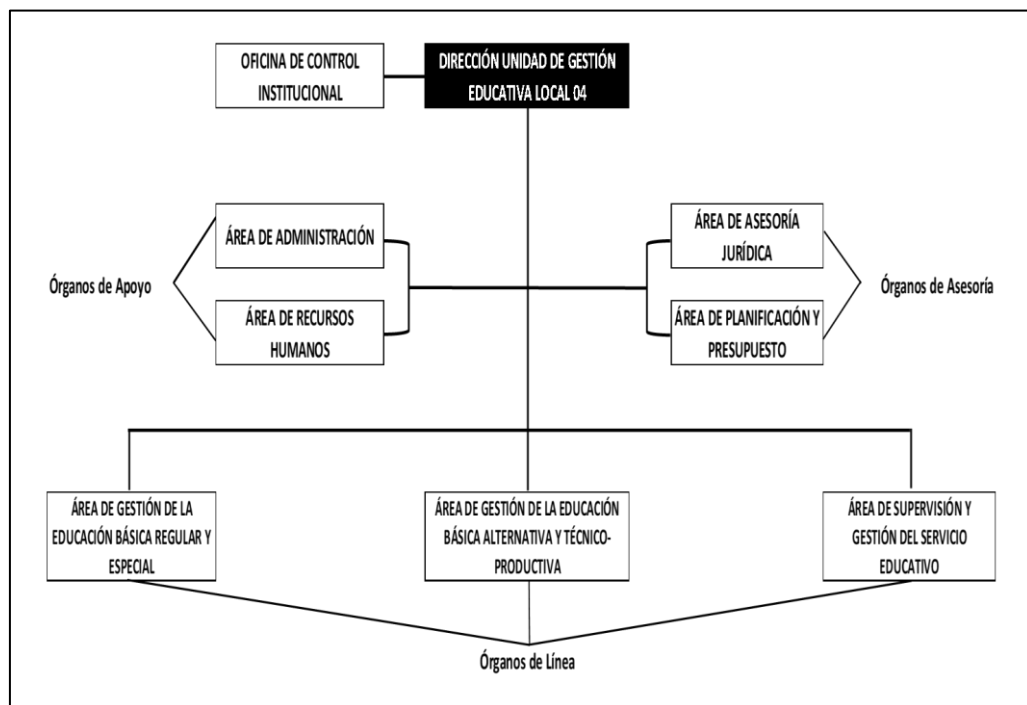 OFICINA DE CONTROL
INSTITUCIONAL
DIRECCIÓN UNIDAD DE GESTIÓN
EDUCATIVA LOCAL 04
ÁREA DE ADMINISTRACIÓN
ÁREA DE ASESORÍA
JURÍDICA
Órganos de Apoyo
Órganos de Asesoría
ÁREA DE RECURSOS
HUMANOS
ÁREA DE PLANIFICACIÓN Y
PRESUPUESTO
ÁREA DE GESTIÓN DE LA
EDUCACIÓN BÁSICA REGULAR Y
ESPECIAL
ÁREA DE GESTIÓN DE LA EDUCACIÓN
BÁSICA ALTERNATIVA Y TÉCNICO-
PRODUCTIVA
ÁREA DE SUPERVISIÓN Y
GESTIÓN DEL SERVICIO
EDUCATIVO
Órganos de Línea